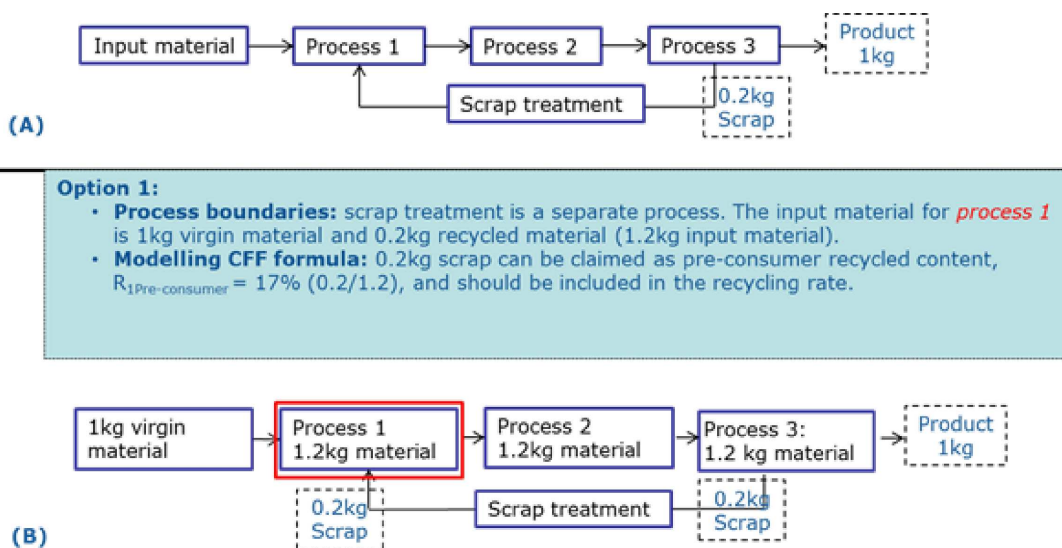 Input material
Process 1
Process 2
Process 3
Product
1kg
Scrap treatment
0.2kg
Scrap
(A)
Option 1:
• Process boundaries: scrap treatment is a separate process. The input material for process 1
is 1kg virgin material and 0.2kg recycled material (1.2kg input material).
• Modelling CFF formula: 0.2kg scrap can be claimed as pre-consumer recycled content,
R1Pre-consumer = 17% (0.2/1.2), and should be included in the recycling rate.
1kg virgin
material
Process 1
1.2kg material
Process 2
1.2kg material
Process 3:
1.2 kg material
Product
1kg
0.2kg
Scrap
Scrap treatment
0.2kg
Scrap
(B)